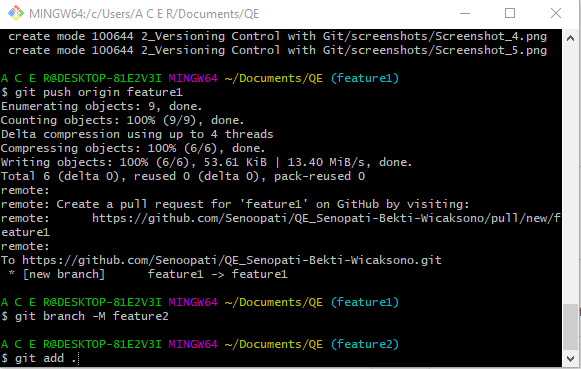 MINGW64:/c/Users/A C E R/Documents/QE
create mode 100644 2_Versioning Control with Git/screenshots/Screenshot_4.png
create mode 100644 2_Versioning Control with Git/screenshots/Screenshot_5.png
A C E R@DESKTOP-81E2V3I MINGW64 ~/Documents/QE (feature1)
$ git push origin feature1
Enumerating objects: 9, done.
Counting objects: 100% (9/9), done.
Delta compression using up to 4 threads
Compressing objects: 100% (6/6), done.
Writing objects: 100% (6/6), 53.61 KiB | 13.40 MiB/s, done.
Total 6 (delta 0), reused 0 (delta 0), pack-reused 0
remote:
remote: Create a pull request for 'feature1' on GitHub by visiting:
remote:      https://github.com/Senoopati/QE_Senopati-Bekti-Wicaksono/pull/new/f
eature1
remote:
To https://github.com/Senoopati/QE_Senopati-Bekti-Wicaksono.git
 * [new branch]      feature1 -> feature1
A C E R@DESKTOP-81E2V3I MINGW64 ~/Documents/QE (feature1)
$ git branch -M feature2
A C E R@DESKTOP-81E2V3I MINGW64 ~/Documents/QE (feature2)
$ git add .